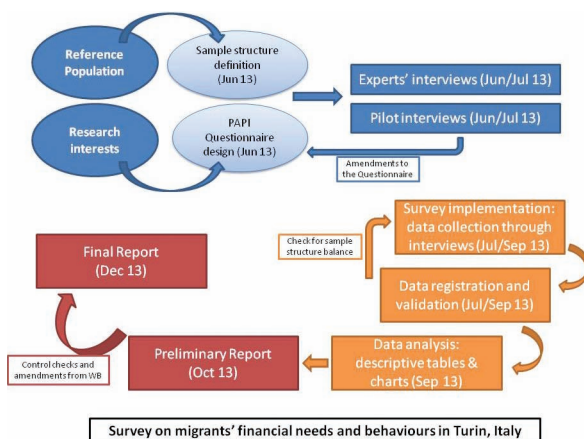 Reference
Population
Sample structure
definition
(Jun 13)
Experts' interviews (Jun/Jul 13)
Research
interests
PAPI
Questionnaire
design (Jun 13)
Pilot interviews (Jun/Jul 13)
Amendments to
the Questionnaire
Survey implementation:
data collection through
interviews (Jul/Sep 13)
Check for sample
structure balance
Final Report
(Dec 13)
Data registration and
validation (Jul/Sep 13)
Control checks and
amendments from WB
Preliminary Report
(Oct 13)
Data analysis:
descriptive tables &
charts (Sep 13)
Survey on migrants' financial needs and behaviours in Turin, Italy